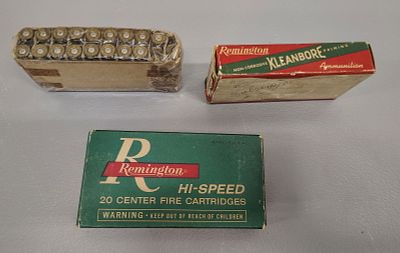 Remington
NON-CORROSIVE KLEANBORE PRIMING
Ammunition
R
Remington
HI-SPEED
20 CENTER FIRE CARTRIDGES
WARNING - KEEP OUT OF REACH OF CHILDREN